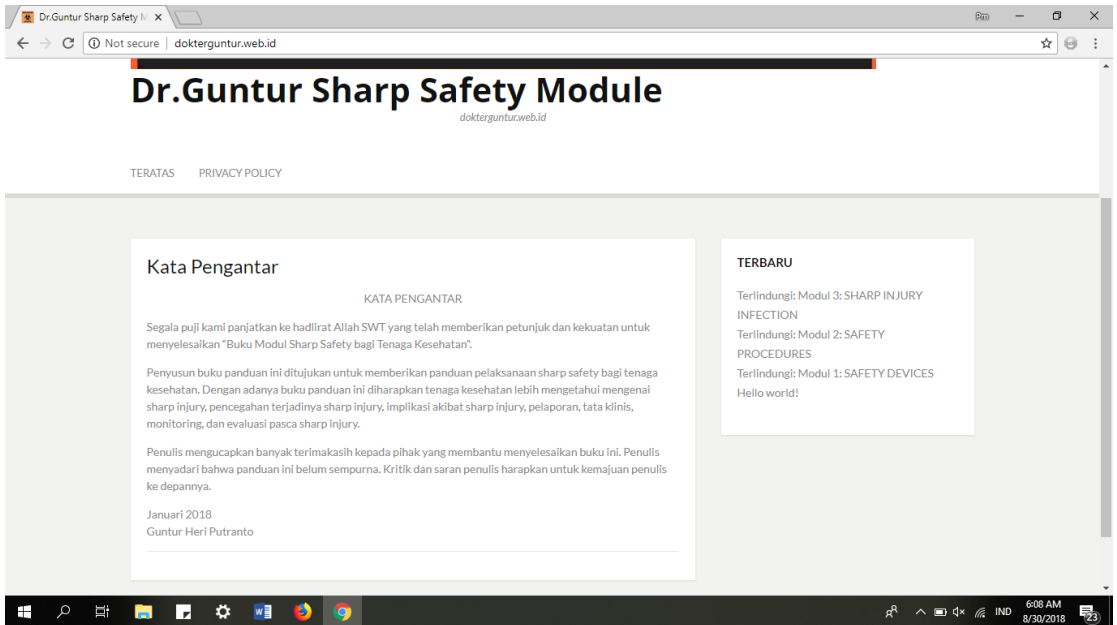 Dr.Guntur Sharp Safety M
Not secure
dokterguntur.web.id
Dr.Guntur Sharp Safety Module
dokterguntur.web.id
TERATAS
PRIVACY POLICY
Kata Pengantar
KATA PENGANTAR
Segala puji kami panjatkan ke hadlirat Allah SWT yang telah memberikan petunjuk dan kekuatan untuk
menyelesaikan "Buku Modul Sharp Safety bagi Tenaga Kesehatan".
Penyusun buku panduan ini ditujukan untuk memberikan panduan pelaksanaan sharp safety bagi tenaga
kesehatan. Dengan adanya buku panduan ini diharapkan tenaga kesehatan lebih mengetahui mengenai
sharp injury, pencegahan terjadinya sharp injury, implikasi akibat sharp injury, pelaporan, tata klinis,
monitoring, dan evaluasi pasca sharp injury.
Penulis mengucapkan banyak terimakasih kepada pihak yang membantu menyelesaikan buku ini. Penulis
menyadari bahwa panduan ini belum sempurna. Kritik dan saran penulis harapkan untuk kemajuan penulis
ke depannya.
Januari 2018
Guntur Heri Putranto
TERBARU
Terlindungi: Modul 3: SHARP INJURY
INFECTION
Terlindungi: Modul 2: SAFETY
PROCEDURES
Terlindungi: Modul 1: SAFETY DEVICES
Hello world!
IND
6:08 AM
8/30/2018
23